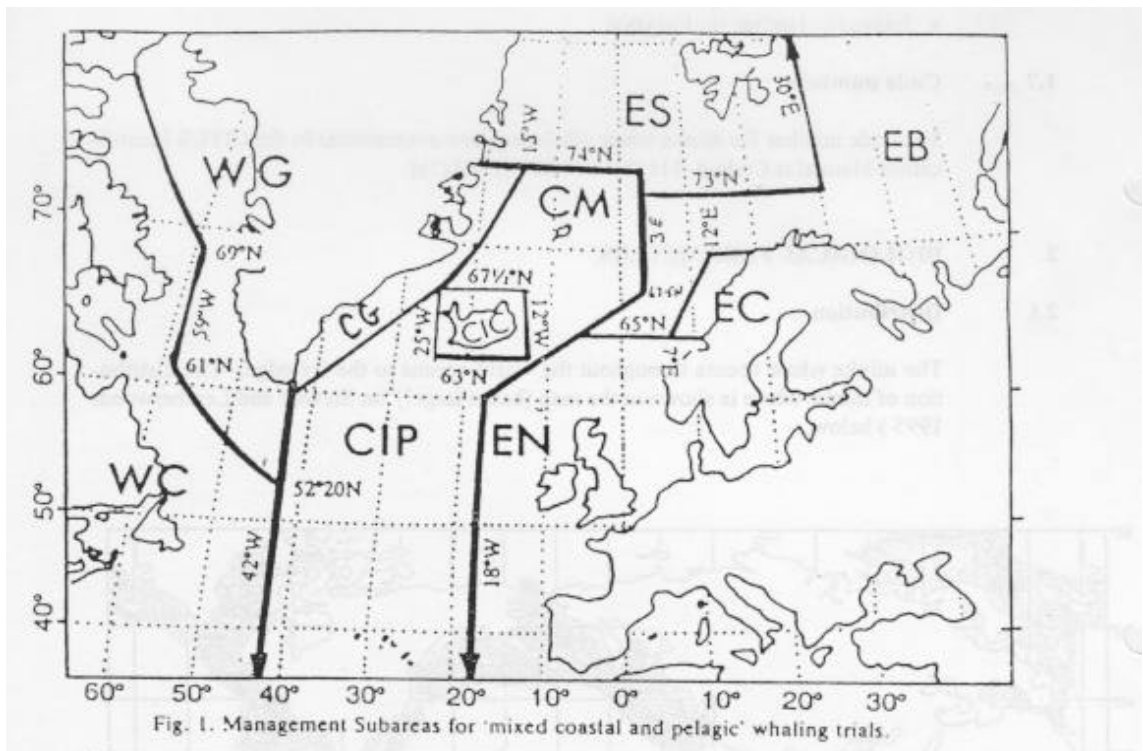 ES
30°E
EB
15°W
74°N
WG
73°N
CM
70°
3°E
12°E
69°N
67½°N
59°W
CG
25°W
CIC
12°W
EC
65°N
61°N
63°N
60°
7°E
CIP
EN
WC
52°20N
50°
42°W
18°W
40°
60° 50° 40° 30° 20° 10° 0° 10° 20° 30°
Fig. 1. Management Subareas for 'mixed coastal and pelagic' whaling trials.